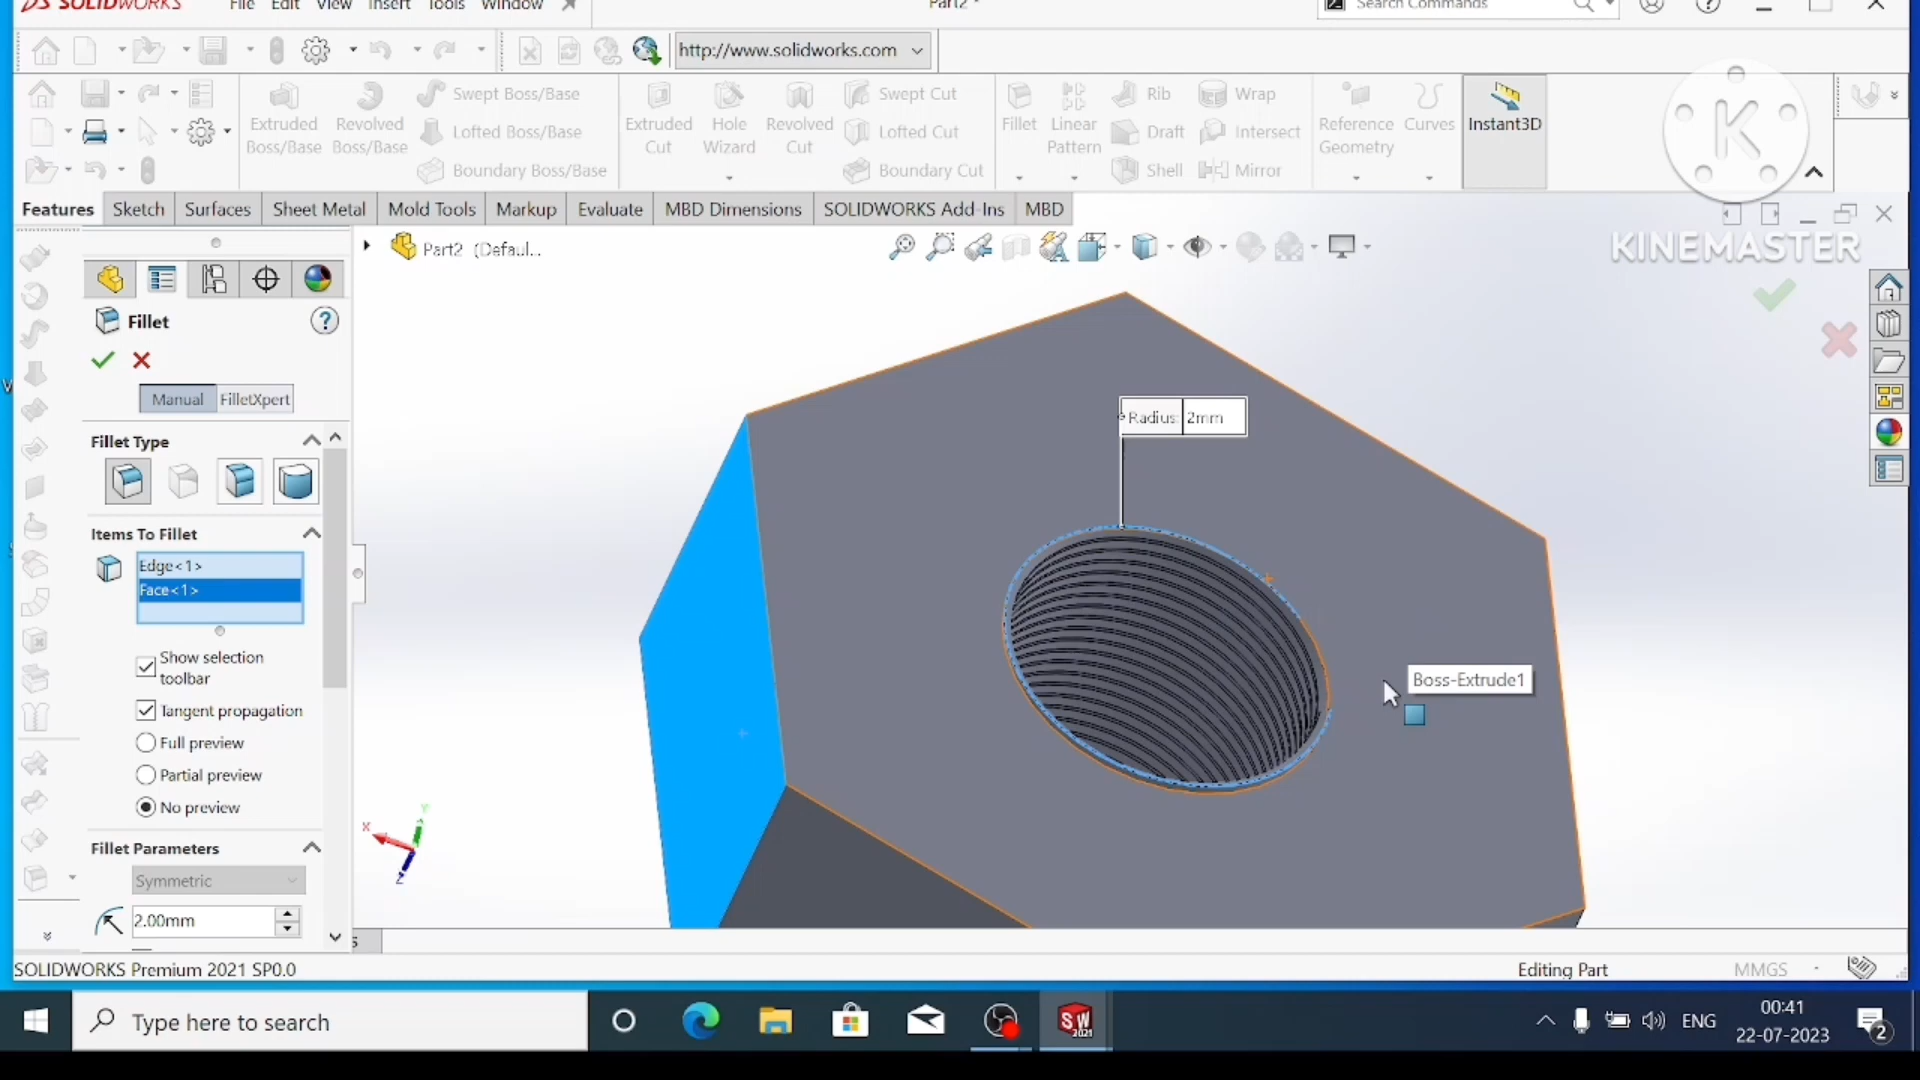 SOLIDWORKS File Edit View Insert Tools Window Part2 * Search Commands
http://www.solidworks.com
Extruded Boss/Base
Revolved Boss/Base
Swept Boss/Base
Lofted Boss/Base
Boundary Boss/Base
Extruded Cut
Hole Wizard
Revolved Cut
Swept Cut
Lofted Cut
Boundary Cut
Fillet
Linear Pattern
Rib
Draft
Shell
Wrap
Intersect
Mirror
Reference Geometry
Curves
Instant3D
K
KINEMASTER
Features Sketch Surfaces Sheet Metal Mold Tools Markup Evaluate MBD Dimensions SOLIDWORKS Add-Ins MBD
Part2 (Defaul...
Fillet
Manual FilletXpert
Fillet Type
Items To Fillet
Edge<1>
Face<1>
Show selection
toolbar
Tangent propagation
Full preview
Partial preview
No preview
Fillet Parameters
Symmetric
2.00mm
Radius: 2mm
Boss-Extrude1
X
Y
Z
SOLIDWORKS Premium 2021 SP0.0 Editing Part MMGS
Type here to search
SW
2021
ENG
00:41
22-07-2023
2